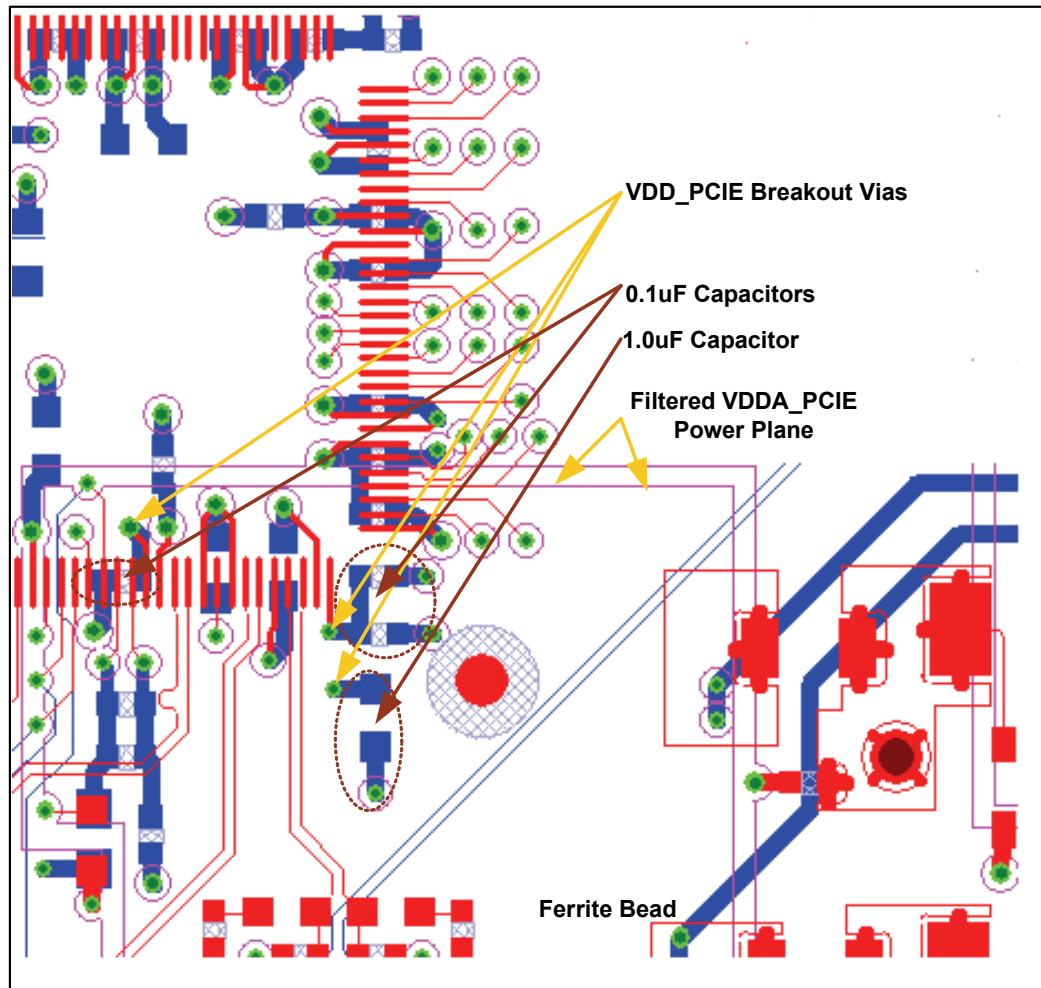 VDD_PCIE Breakout Vias
0.1uF Capacitors
1.0uF Capacitor
Filtered VDDA_PCIE
Power Plane
Ferrite Bead